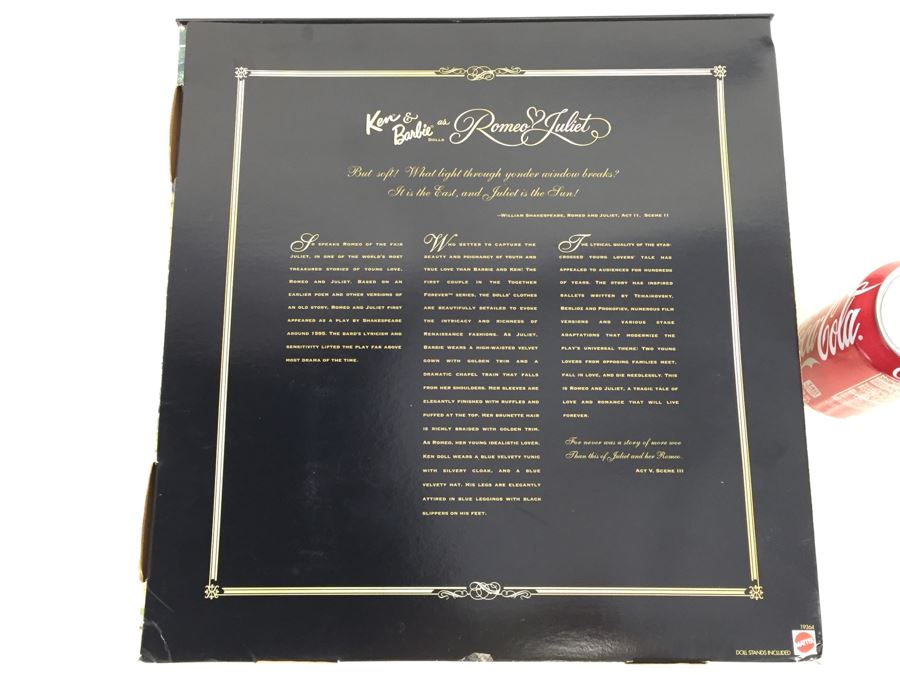 Ken & Barbie® DOLLS as Romeo & Juliet
But soft! What light through yonder window breaks?
It is the East, and Juliet is the Sun!
—WILLIAM SHAKESPEARE, ROMEO AND JULIET, ACT II, SCENE II
SO SPEAKS ROMEO OF THE FAIR
JULIET, IN ONE OF THE WORLD'S MOST
TREASURED STORIES OF YOUNG LOVE,
ROMEO AND JULIET. BASED ON AN
EARLIER POEM AND OTHER VERSIONS OF
AN OLD STORY, ROMEO AND JULIET FIRST
APPEARED AS A PLAY BY SHAKESPEARE
AROUND 1595. THE BARD'S LYRICISM AND
SENSITIVITY LIFTED THE PLAY FAR ABOVE
MOST DRAMA OF THE TIME.
WHO BETTER TO CAPTURE THE
BEAUTY AND POIGNANCY OF YOUTH AND
TRUE LOVE THAN BARBIE AND KEN! THE
FIRST COUPLE IN THE TOGETHER
FOREVER™ SERIES, THE DOLLS' CLOTHES
ARE BEAUTIFULLY DETAILED TO EVOKE
THE INTRICACY AND RICHNESS OF
RENAISSANCE FASHIONS. AS JULIET,
BARBIE WEARS A HIGH-WAISTED VELVET
GOWN WITH GOLDEN TRIM AND A
DRAMATIC CHAPEL TRAIN THAT FALLS
FROM HER SHOULDERS. HER SLEEVES ARE
ELEGANTLY FINISHED WITH RUFFLES AND
PUFFED AT THE TOP. HER BRUNETTE HAIR
IS RICHLY BRAIDED WITH GOLDEN TRIM.
AS ROMEO, HER YOUNG IDEALISTIC LOVER,
KEN DOLL WEARS A BLUE VELVETY TUNIC
WITH SILVERY CLOAK, AND A BLUE
VELVETY HAT. HIS LEGS ARE ELEGANTLY
ATTIRED IN BLUE LEGGINGS WITH BLACK
SLIPPERS ON HIS FEET.
THE LYRICAL QUALITY OF THE STAR-
CROSSED YOUNG LOVERS' TALE HAS
APPEALED TO AUDIENCES FOR HUNDREDS
OF YEARS. THE STORY HAS INSPIRED
BALLETS WRITTEN BY TCHAIKOVSKY,
BERLIOZ AND PROKOFIEV, NUMEROUS FILM
VERSIONS AND VARIOUS STAGE
ADAPTATIONS THAT MODERNIZE THE
PLAY'S UNIVERSAL THEME: TWO YOUNG
LOVERS FROM OPPOSING FAMILIES MEET,
FALL IN LOVE, AND DIE NEEDLESSLY. THIS
IS ROMEO AND JULIET, A TRAGIC TALE OF
LOVE AND ROMANCE THAT WILL LIVE
FOREVER.
For never was a story of more woe
Than this of Juliet and her Romeo.
ACT V, SCENE III
19364
DOLL STANDS INCLUDED
MATTEL
Cola